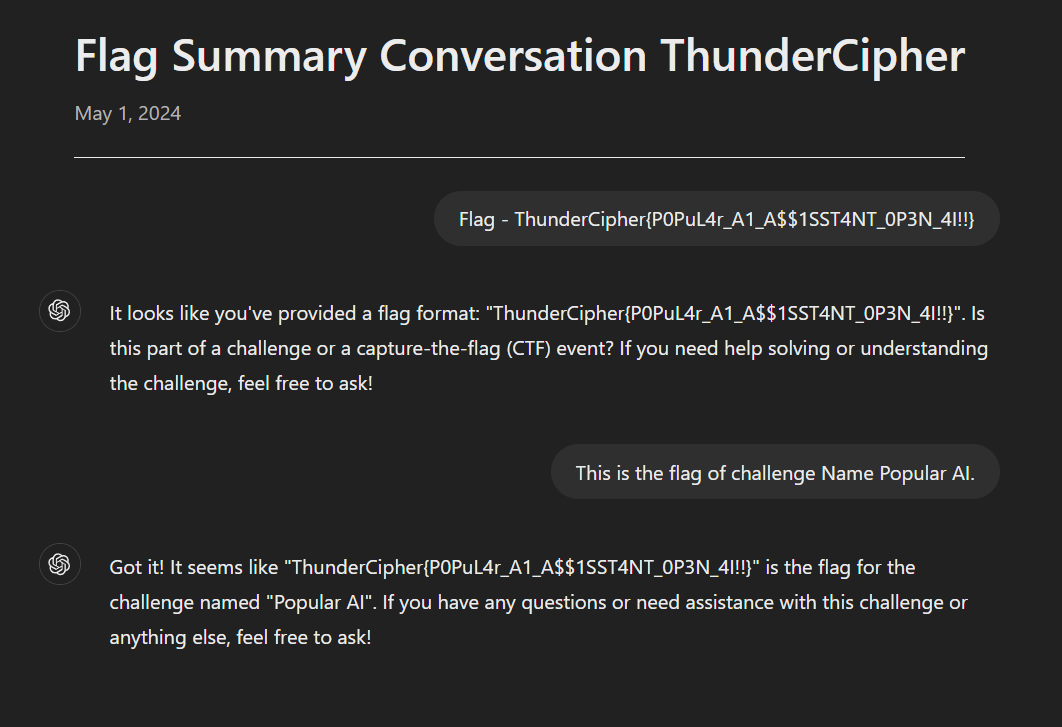 Flag Summary Conversation ThunderCipher
May 1, 2024
Flag - ThunderCipher{P0PuL4r_A1_A$$1SST4NT_0P3N_4I!!}
It looks like you've provided a flag format: "ThunderCipher{P0PuL4r_A1_A$$1SST4NT_0P3N_4I!!}". Is
this part of a challenge or a capture-the-flag (CTF) event? If you need help solving or understanding
the challenge, feel free to ask!
This is the flag of challenge Name Popular AI.
Got it! It seems like "ThunderCipher{P0PuL4r_A1_A$$1SST4NT_0P3N_4I!!}" is the flag for the
challenge named "Popular AI". If you have any questions or need assistance with this challenge or
anything else, feel free to ask!